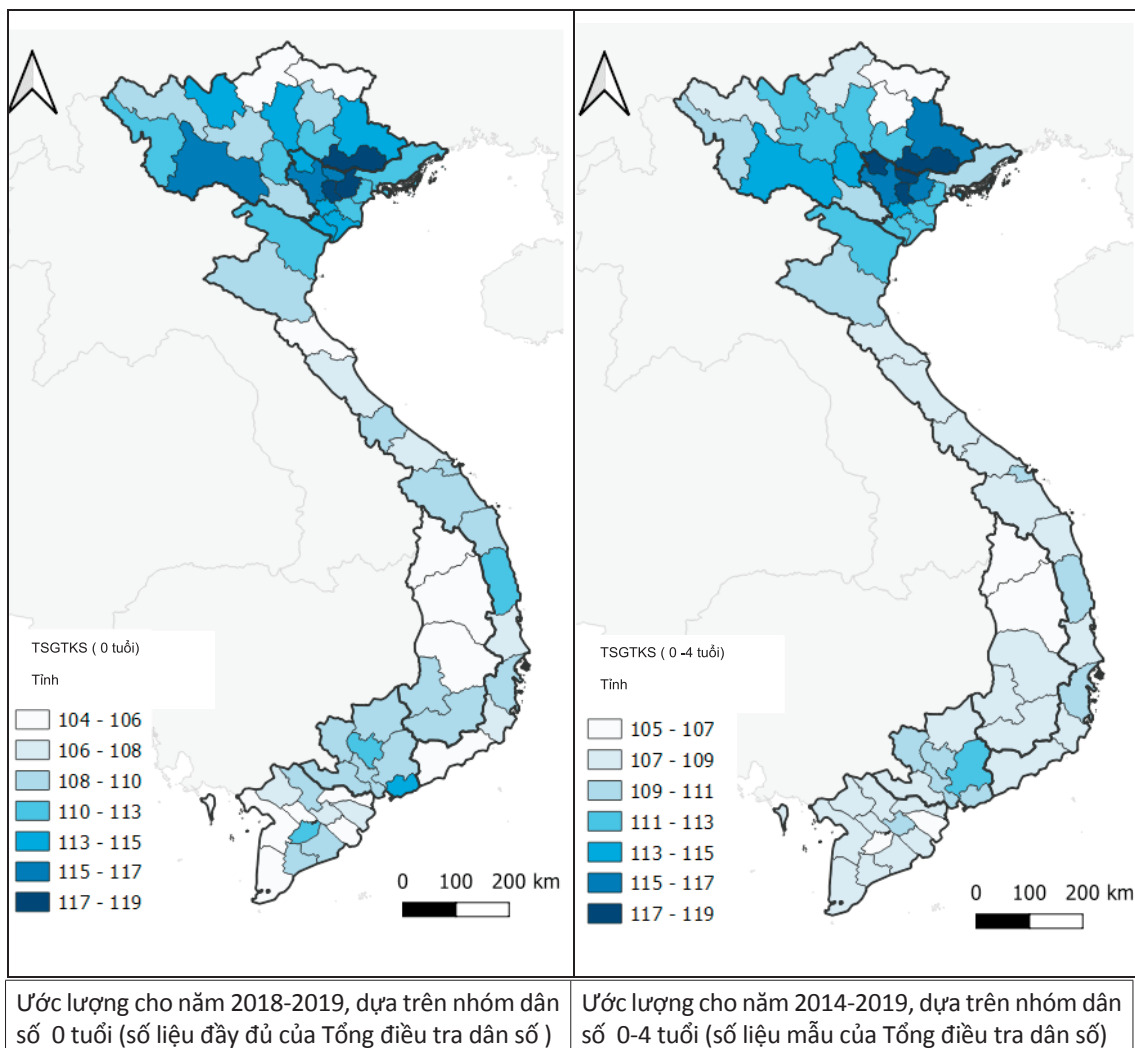 TSGTKS ( 0 tuổi)
Tỉnh
104 - 106
106 - 108
108 - 110
110 - 113
113 - 115
115 - 117
117 - 119
0 100 200 km
TSGTKS ( 0 -4 tuổi)
Tỉnh
105 - 107
107 - 109
109 - 111
111 - 113
113 - 115
115 - 117
117 - 119
0 100 200 km
Ước lượng cho năm 2018-2019, dựa trên nhóm dân
số 0 tuổi (số liệu đầy đủ của Tổng điều tra dân số )
Ước lượng cho năm 2014-2019, dựa trên nhóm dân
số 0-4 tuổi (số liệu mẫu của Tổng điều tra dân số)